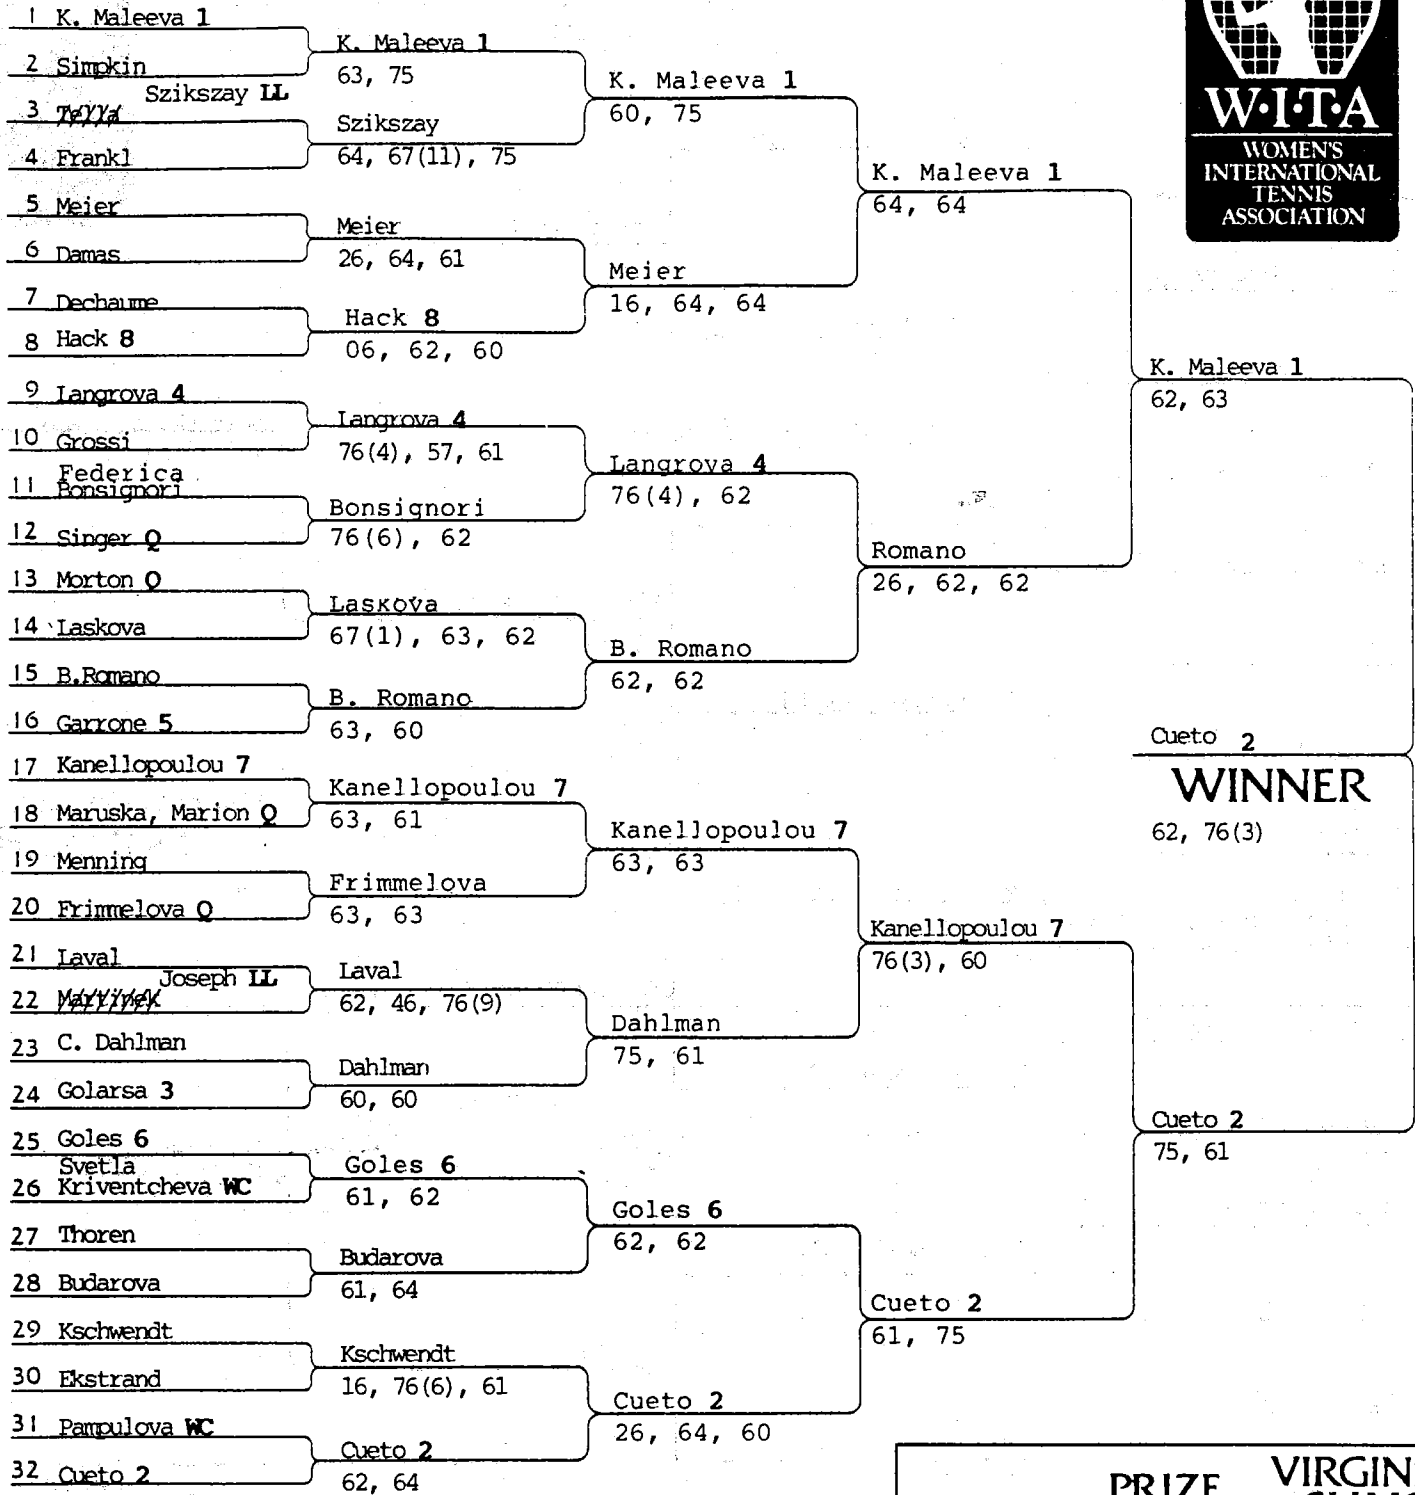 1 K. Maleeva 1
2 Simpkin
Szikszay LL
3
4 Frankl
5 Meier
6 Damas
7 Dechaume
8 Hack 8
9 Langrova 4
10 Grossi
Federica
11 Bonsignori
12 Singer Q
13 Morton Q
14 Laskova
15 B.Romano
16 Garrone 5
17 Kanellopoulou 7
18 Maruska, Marion Q
19 Menning
20 Frimmelova Q
21 Laval
Joseph LL
22 Martinek
23 C. Dahlman
24 Golarsa 3
25 Goles 6
Svetla
26 Kriventcheva WC
27 Thoren
28 Budarova
29 Kschwendt
30 Ekstrand
31 Pampulova WC
32 Cueto 2
K. Maleeva 1
63, 75
Szikszay
64, 67(11), 75
Meier
26, 64, 61
Hack 8
06, 62, 60
Langrova 4
76(4), 57, 61
Bonsignori
76(6), 62
Laskova
67(1), 63, 62
B. Romano
63, 60
Kanellopoulou 7
63, 61
Frimmelova
63, 63
Laval
62, 46, 76(9)
Dahlman
60, 60
Goles 6
61, 62
Budarova
61, 64
Kschwendt
16, 76(6), 61
Cueto 2
62, 64
K. Maleeva 1
60, 75
Meier
16, 64, 64
Langrova 4
76(4), 62
B. Romano
62, 62
Kanellopoulou 7
63, 63
Dahlman
75, 61
Goles 6
62, 62
Cueto 2
26, 64, 60
K. Maleeva 1
64, 64
Romano
26, 62, 62
Kanellopoulou 7
76(3), 60
Cueto 2
61, 75
K. Maleeva 1
62, 63
Cueto 2
75, 61
Cueto 2
WINNER
62, 76(3)
W·I·T·A
WOMEN'S
INTERNATIONAL
TENNIS
ASSOCIATION
PRIZE
VIRGIN